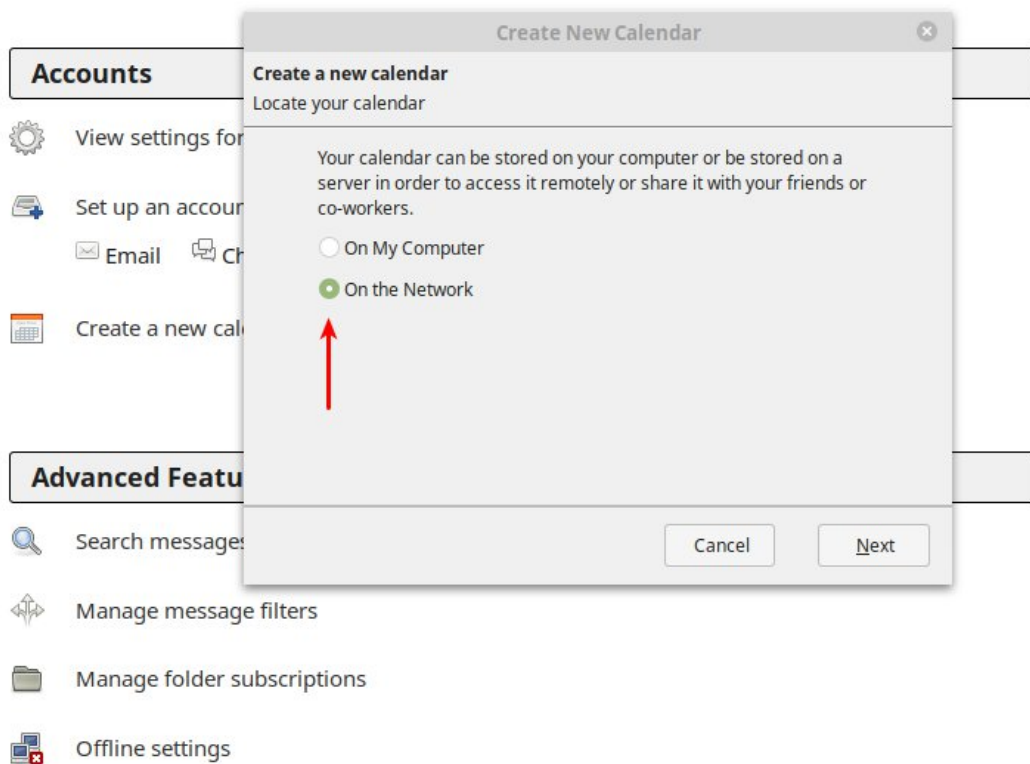 Create New Calendar
Create a new calendar
Locate your calendar
Your calendar can be stored on your computer or be stored on a
server in order to access it remotely or share it with your friends or
co-workers.
On My Computer
On the Network
Cancel
Next
Accounts
View settings for
Set up an accour
Email Ch
Create a new cal
Advanced Featu
Search messages
Manage message filters
Manage folder subscriptions
Offline settings